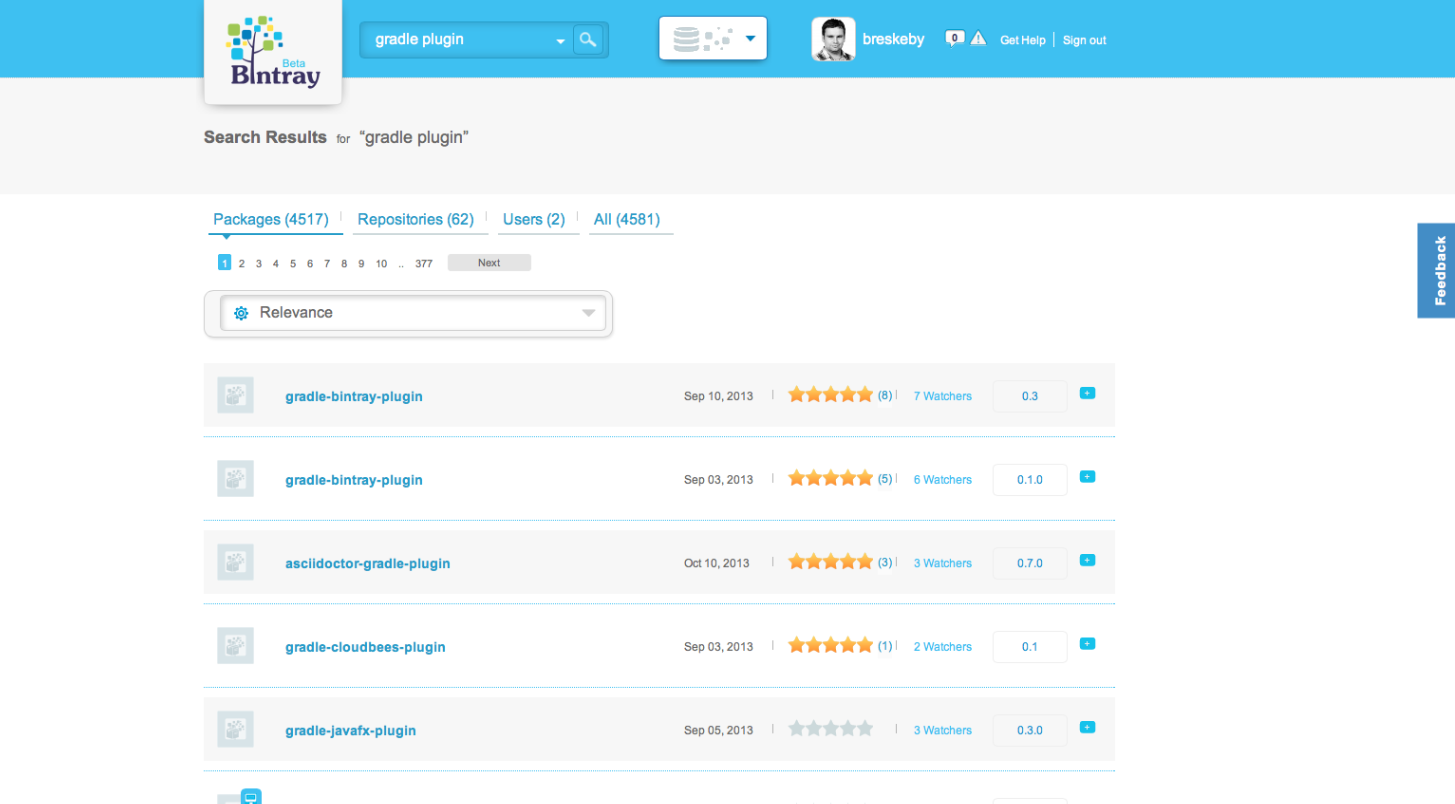 Beta
Bintray
gradle plugin
breskeby
0
Get Help
Sign out
Search Results for “gradle plugin”
Packages (4517)
Repositories (62)
Users (2)
All (4581)
1 2 3 4 5 6 7 8 9 10 .. 377 Next
Relevance
Feedback
gradle-bintray-plugin Sep 10, 2013 (8) 7 Watchers 0.3 +
gradle-bintray-plugin Sep 03, 2013 (5) 6 Watchers 0.1.0 +
asciidoctor-gradle-plugin Oct 10, 2013 (3) 3 Watchers 0.7.0 +
gradle-cloudbees-plugin Sep 03, 2013 (1) 2 Watchers 0.1 +
gradle-javafx-plugin Sep 05, 2013 3 Watchers 0.3.0 +